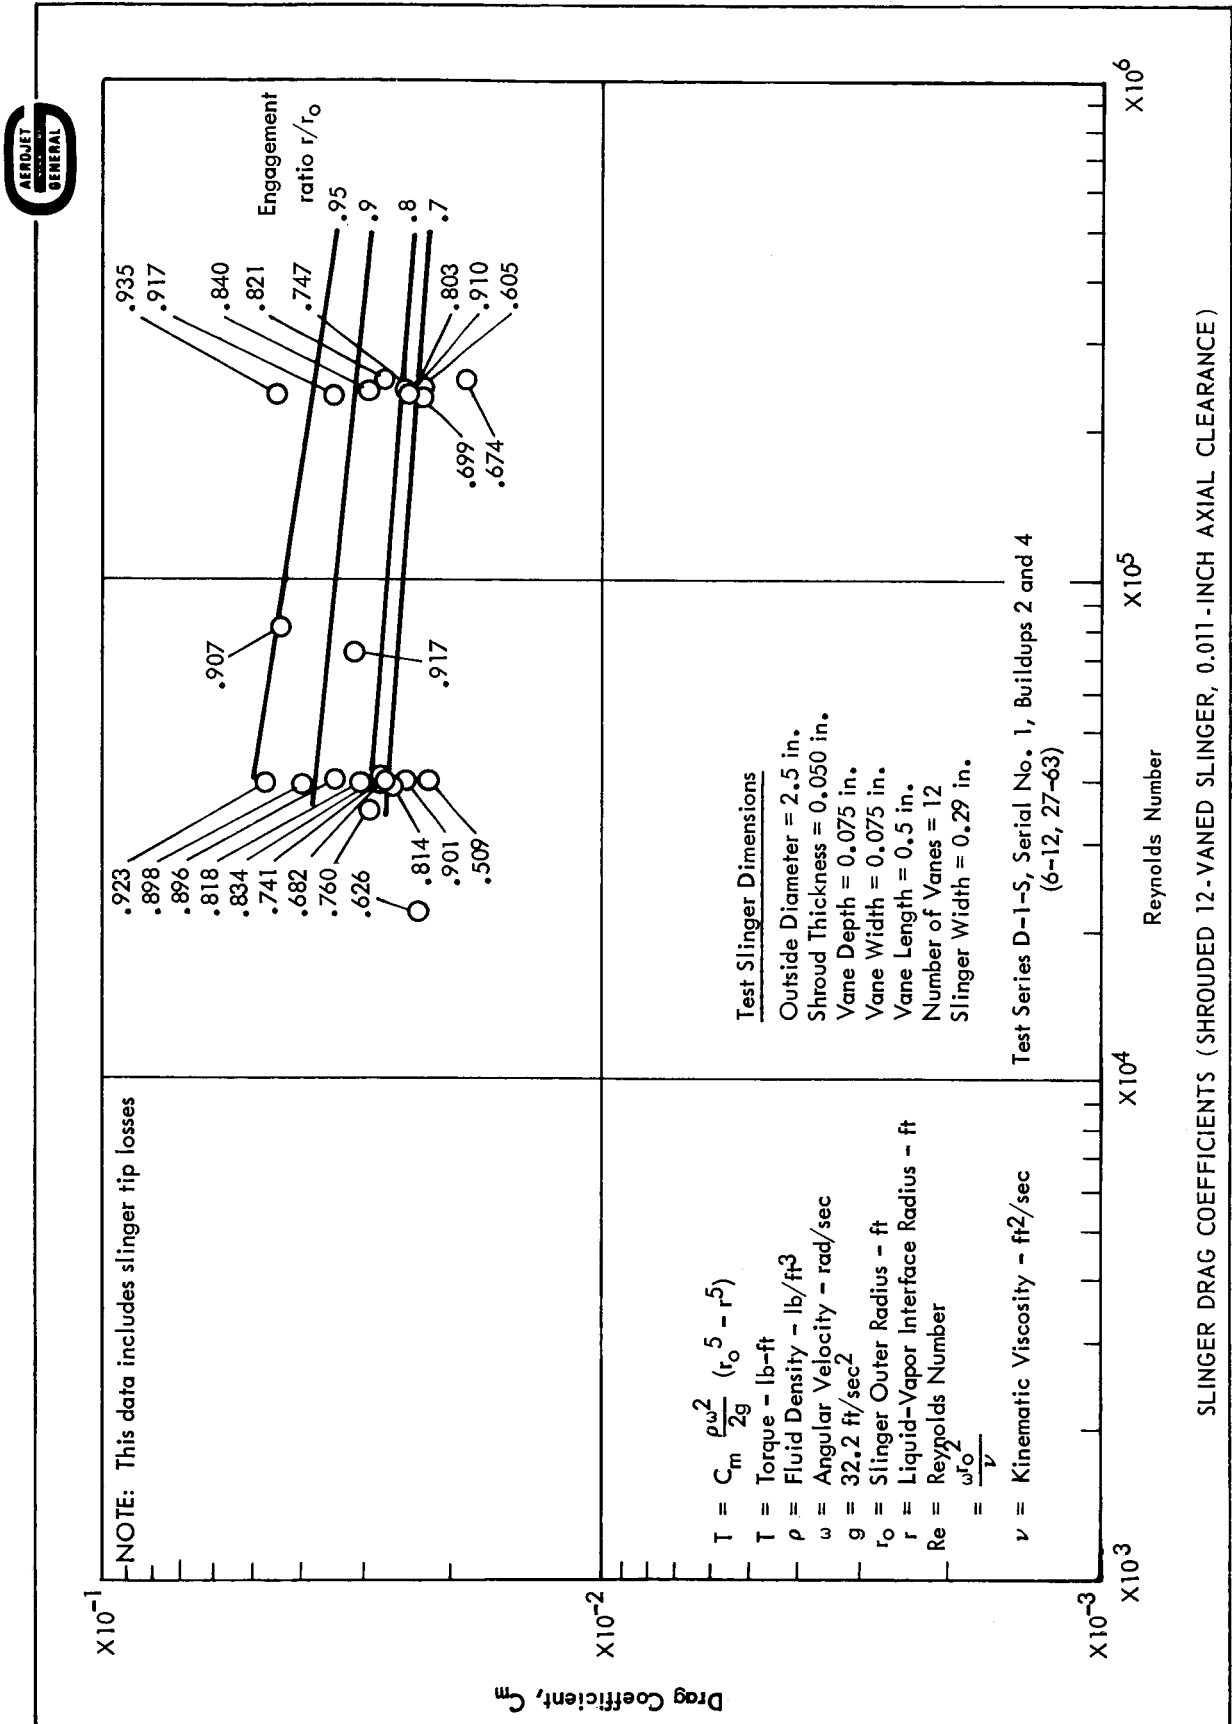 AEROJET
GENERAL
NOTE: This data includes slinger tip losses
X10⁻¹
X10⁻²
X10⁻³
Drag Coefficient, Cₘ
Engagement
ratio r/rₒ
.95
.9
.8
.7
.935
.917
.840
.821
.747
.803
.910
.605
.699
.674
.907
.917
.923
.898
.896
.818
.834
.741
.682
.760
.626
.814
.901
.509
T = Cₘ ρω²/2g (rₒ⁵ - r⁵)
T = Torque - lb-ft
ρ = Fluid Density - lb/ft³
ω = Angular Velocity - rad/sec
g = 32.2 ft/sec²
rₒ = Slinger Outer Radius - ft
r = Liquid-Vapor Interface Radius - ft
Re = Reynolds Number
= ωrₒ²/ν
ν = Kinematic Viscosity - ft²/sec
Test Slinger Dimensions
Outside Diameter = 2.5 in.
Shroud Thickness = 0.050 in.
Vane Depth = 0.075 in.
Vane Width = 0.075 in.
Vane Length = 0.5 in.
Number of Vanes = 12
Slinger Width = 0.29 in.
Test Series D-1-S, Serial No. 1, Buildups 2 and 4
(6-12, 27-63)
X10³
X10⁴
X10⁵
X10⁶
Reynolds Number
SLINGER DRAG COEFFICIENTS (SHROUDED 12-VANED SLINGER, 0.011-INCH AXIAL CLEARANCE)